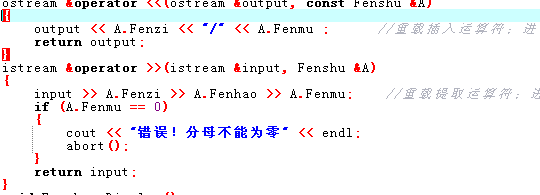 ostream &operator <<(ostream &output, const Fenshu &A)
{
output << A.Fenzi << "/" << A.Fenmu ; //重载插入运算符; 进
return output;
}
istream &operator >>(istream &input, Fenshu &A)
{
input >> A.Fenzi >> A.Fenhao >> A.Fenmu; //重载提取运算符; 进
if (A.Fenmu == 0)
{
cout << "错误! 分母不能为零" << endl;
abort();
}
return input;
}